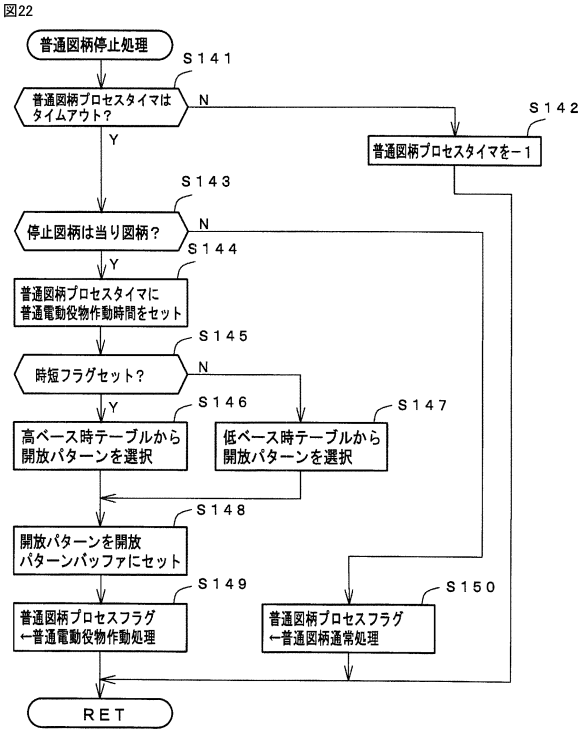 図22
普通図柄停止処理
S141
普通図柄プロセスタイマは
タイムアウト?
N
Y
S142
普通図柄プロセスタイマを－1
S143
停止図柄は当り図柄?
N
Y
S144
普通図柄プロセスタイマに
普通電動役物作動時間をセット
S145
時短フラグセット?
N
Y
S146
高ベース時テーブルから
開放パターンを選択
S147
低ベース時テーブルから
開放パターンを選択
S148
開放パターンを開放
パターンバッファにセット
S149
普通図柄プロセスフラグ
←普通電動役物作動処理
S150
普通図柄プロセスフラグ
←普通図柄通常処理
RET